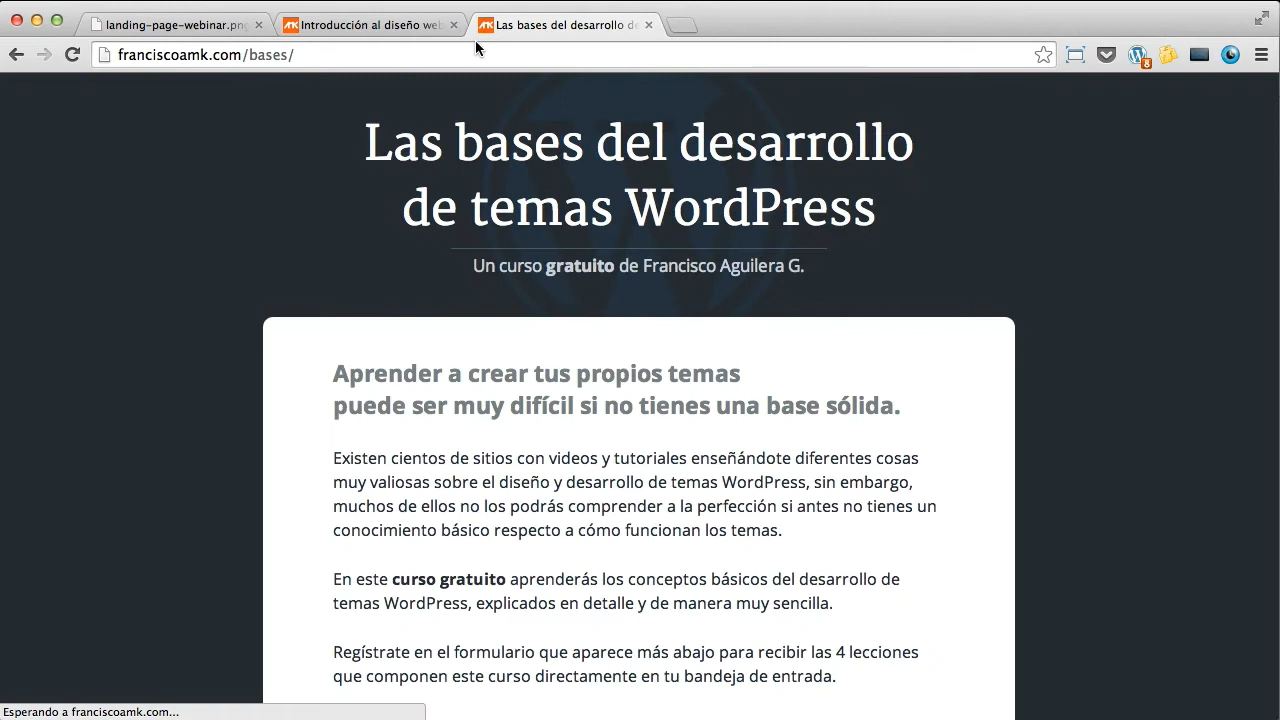 landing-page-webinar.png
Introducción al diseño web
Las bases del desarrollo de
franciscoamk.com/bases/
8
Las bases del desarrollo
de temas WordPress
Un curso gratuito de Francisco Aguilera G.
Aprender a crear tus propios temas
puede ser muy difícil si no tienes una base sólida.
Existen cientos de sitios con videos y tutoriales enseñándote diferentes cosas
muy valiosas sobre el diseño y desarrollo de temas WordPress, sin embargo,
muchos de ellos no los podrás comprender a la perfección si antes no tienes un
conocimiento básico respecto a cómo funcionan los temas.
En este curso gratuito aprenderás los conceptos básicos del desarrollo de
temas WordPress, explicados en detalle y de manera muy sencilla.
Regístrate en el formulario que aparece más abajo para recibir las 4 lecciones
que componen este curso directamente en tu bandeja de entrada.
Esperando a franciscoamk.com...